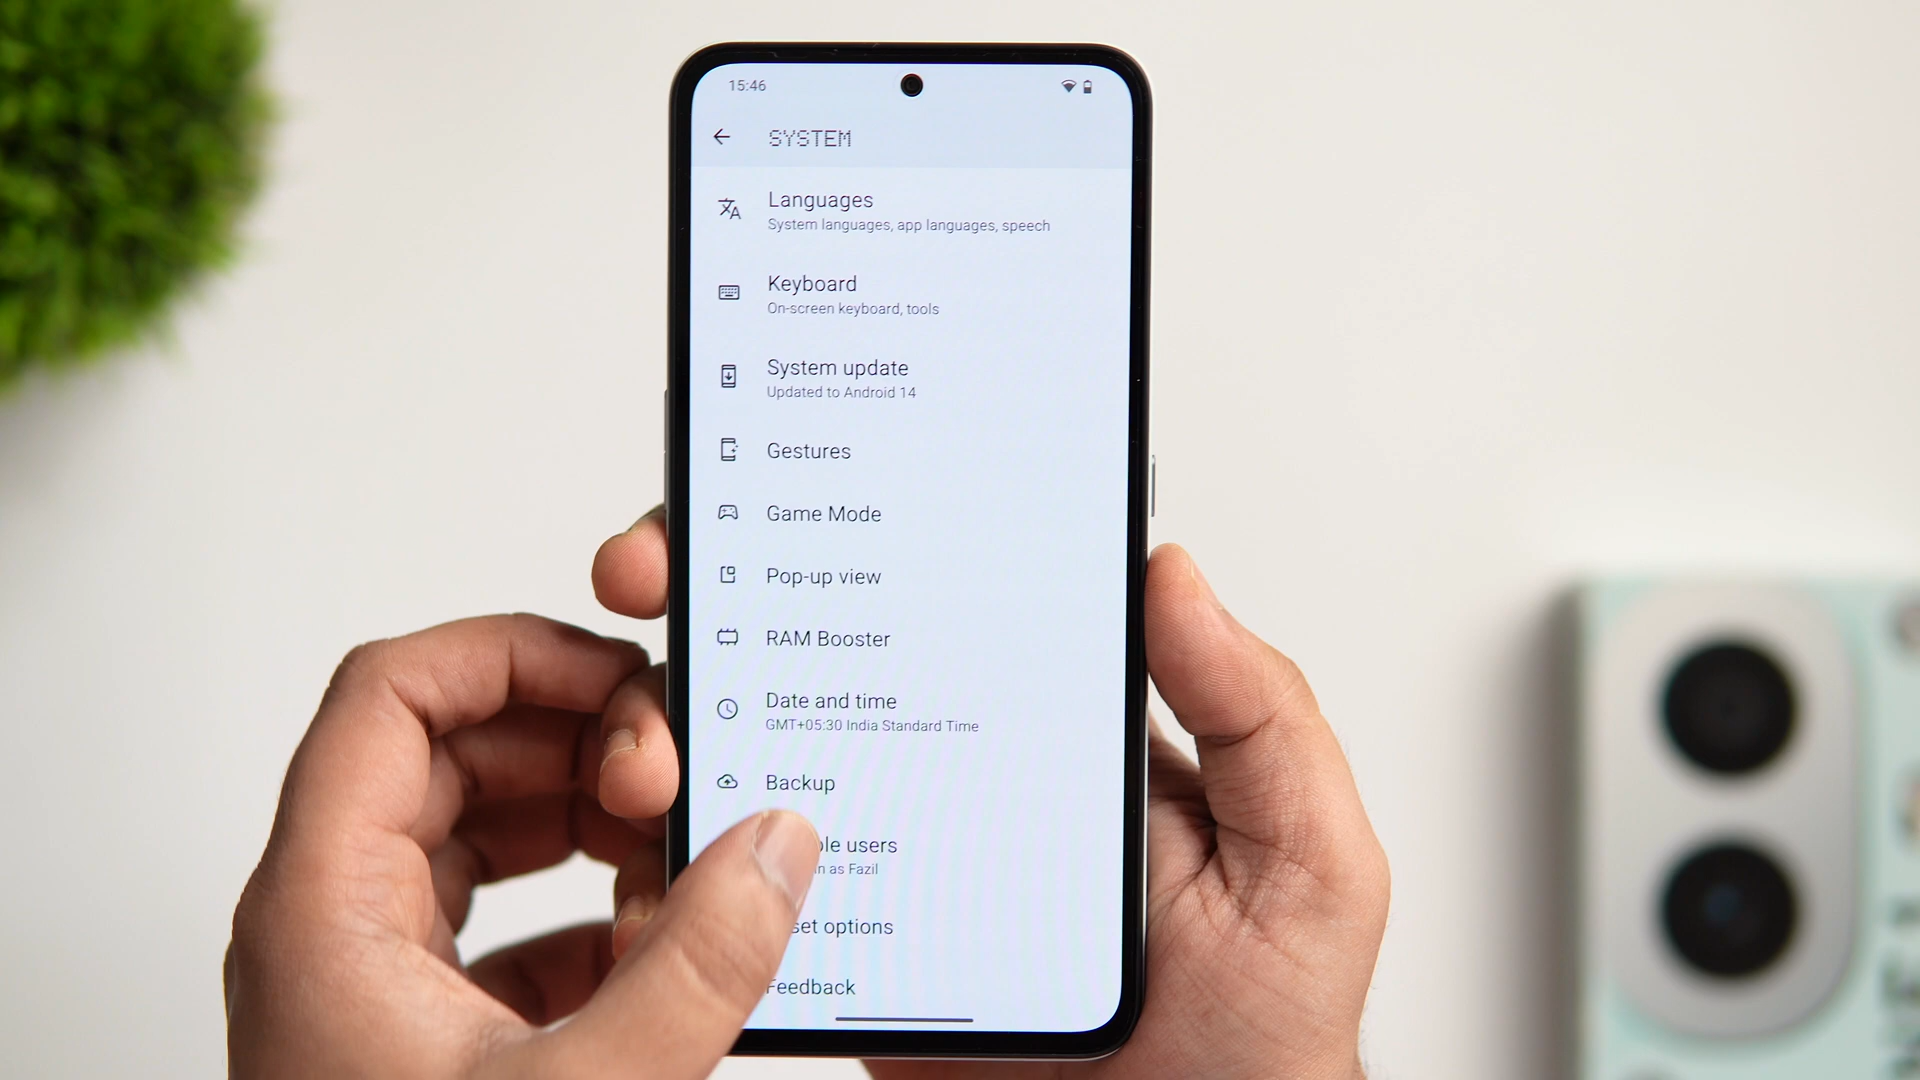 15:46
SYSTEM
Languages
System languages, app languages, speech
Keyboard
On-screen keyboard, tools
System update
Updated to Android 14
Gestures
Game Mode
Pop-up view
RAM Booster
Date and time
GMT+05:30 India Standard Time
Backup
users
in as Fazil
options
Feedback